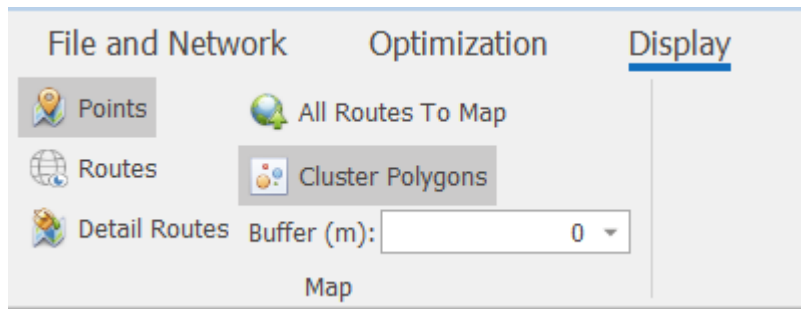 File and Network Optimization Display
Points All Routes To Map
Routes Cluster Polygons
Detail Routes Buffer (m): 0
Map